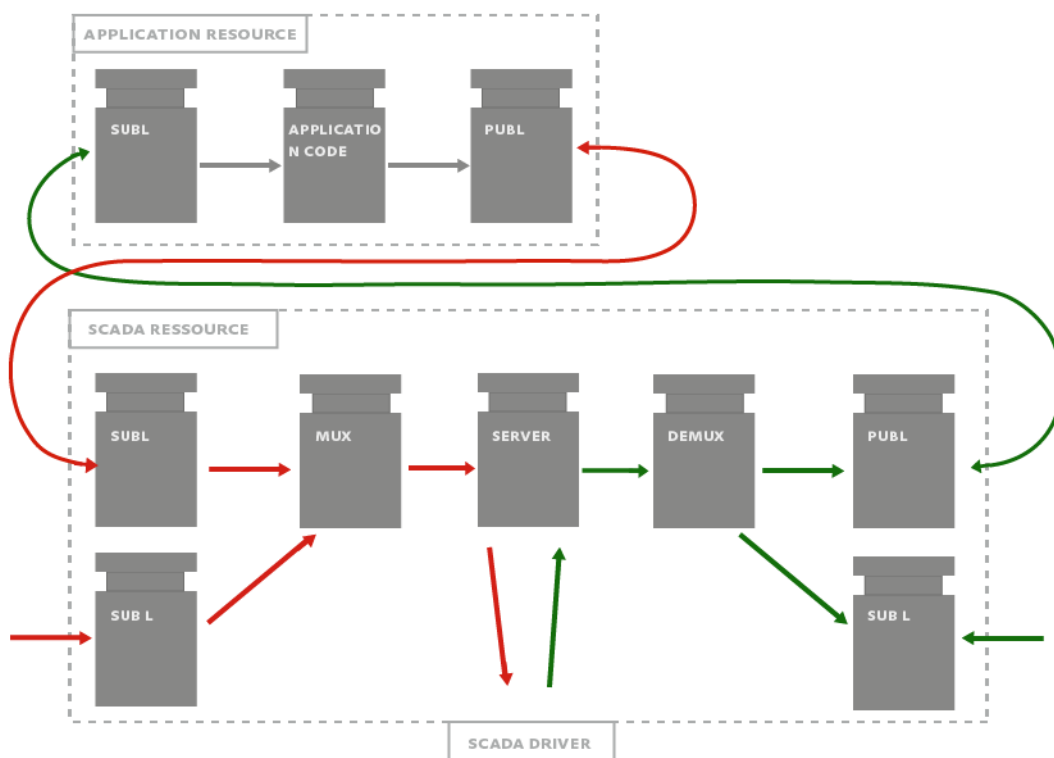 APPLICATION RESOURCE
SUBL
APPLICATIO
N CODE
PUBL
SCADA RESSOURCE
SUBL
MUX
SERVER
DEMUX
PUBL
SUB L
SUB L
SCADA DRIVER